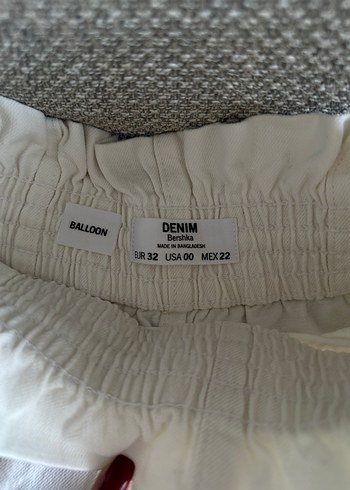 BALLOON
DENIM
Bershka
MADE IN BANGLADESH
EUR 32 USA 00 MEX 22